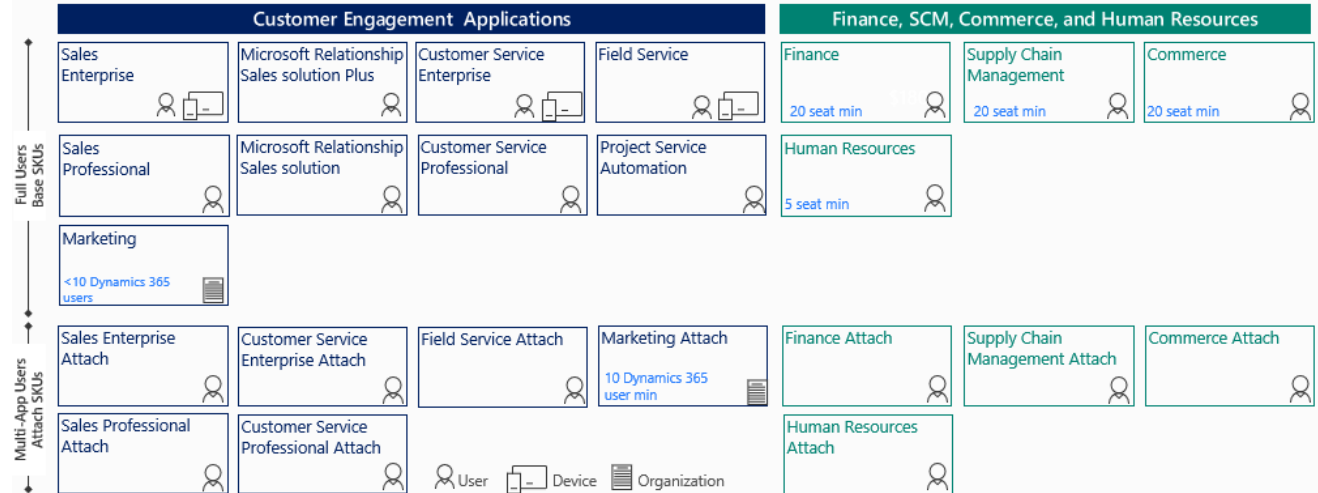 Customer Engagement Applications
Finance, SCM, Commerce, and Human Resources
Full Users
Base SKUs
Sales
Enterprise
Microsoft Relationship
Sales solution Plus
Customer Service
Enterprise
Field Service
Finance
20 seat min
Supply Chain
Management
20 seat min
Commerce
20 seat min
Sales
Professional
Microsoft Relationship
Sales solution
Customer Service
Professional
Project Service
Automation
Human Resources
5 seat min
Marketing
<10 Dynamics 365
users
Multi-App Users
Attach SKUs
Sales Enterprise
Attach
Customer Service
Enterprise Attach
Field Service Attach
Marketing Attach
10 Dynamics 365
user min
Finance Attach
Supply Chain
Management Attach
Commerce Attach
Sales Professional
Attach
Customer Service
Professional Attach
User
Device
Organization
Human Resources
Attach